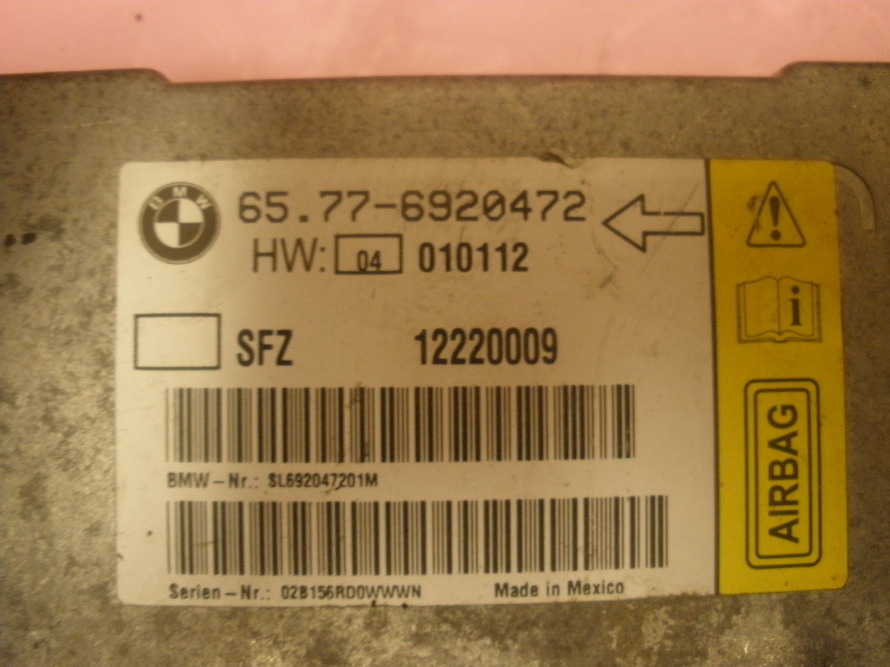 BMW
65.77-6920472
HW: 04 010112
SFZ 12220009
BMW-Nr.: SL692047201M
Serien-Nr.: 02B156RD0WWWN Made in Mexico
i
AIRBAG